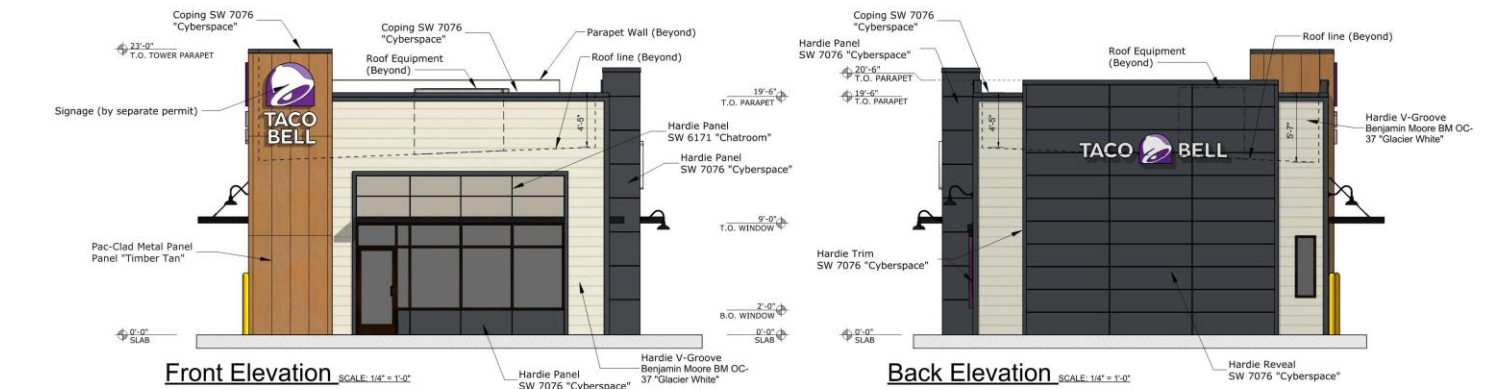 Coping SW 7076
"Cyberspace"
23'-0"
T.O. TOWER PARAPET
Coping SW 7076
"Cyberspace"
Parapet Wall (Beyond)
Roof Equipment
(Beyond)
Roof line (Beyond)
Signage (by separate permit)
TACO
BELL
19'-6"
T.O. PARAPET
4'-5"
Hardie Panel
SW 6171 "Chatroom"
Hardie Panel
SW 7076 "Cyberspace"
9'-0"
T.O. WINDOW
Pac-Clad Metal Panel
Panel "Timber Tan"
2'-0"
B.O. WINDOW
0'-0"
SLAB
0'-0"
SLAB
Front Elevation SCALE: 1/4" = 1'-0"
Hardie Panel
SW 7076 "Cyberspace"
Hardie V-Groove
Benjamin Moore BM OC-
37 "Glacier White"
Coping SW 7076
"Cyberspace"
Hardie Panel
SW 7076 "Cyberspace"
Roof Equipment
(Beyond)
Roof line (Beyond)
20'-6"
T.O. PARAPET
19'-6"
T.O. PARAPET
4'-5"
5'-7"
Hardie V-Groove
Benjamin Moore BM OC-
37 "Glacier White"
TACO BELL
Hardie Trim
SW 7076 "Cyberspace"
0'-0"
SLAB
Back Elevation SCALE: 1/4" = 1'-0"
Hardie Reveal
SW 7076 "Cyberspace"